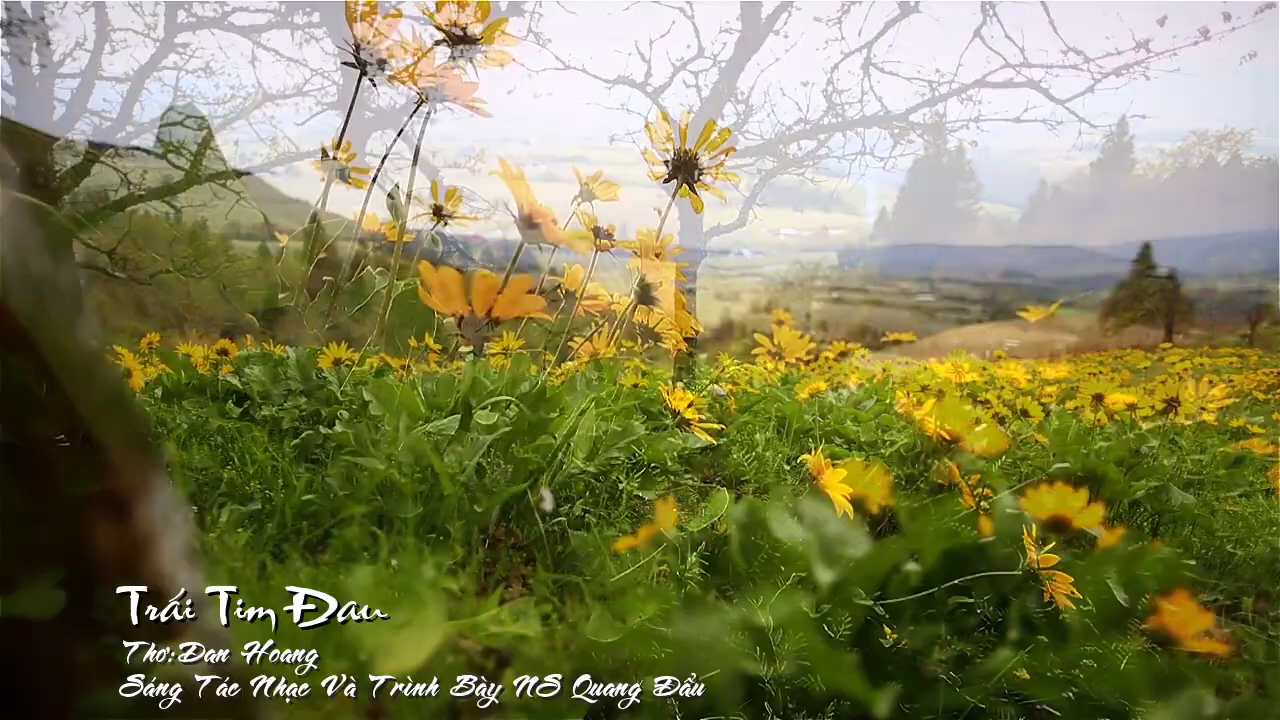 Trái Tim Đau
Thơ:Đan Hoang
Sáng Tác Nhạc Và Trình Bày NS Quang Đẩu